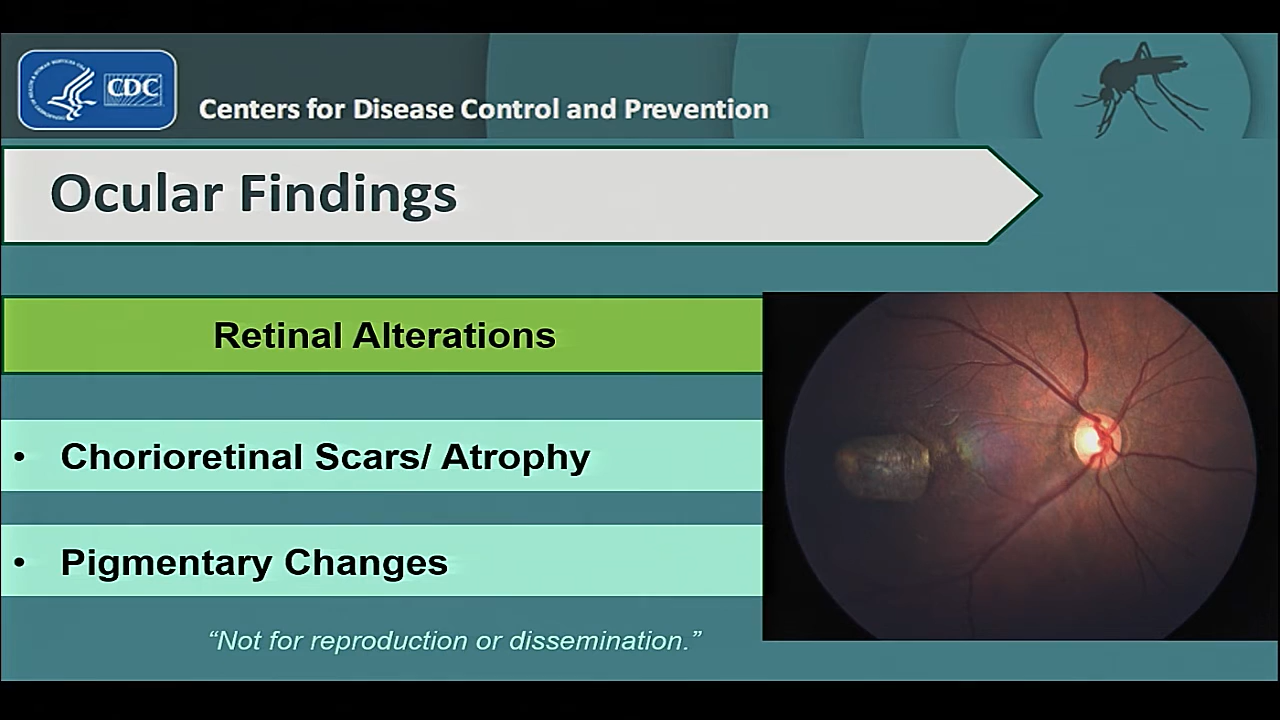 CDC
Centers for Disease Control and Prevention
Ocular Findings
Retinal Alterations
• Chorioretinal Scars/ Atrophy
• Pigmentary Changes
“Not for reproduction or dissemination.”